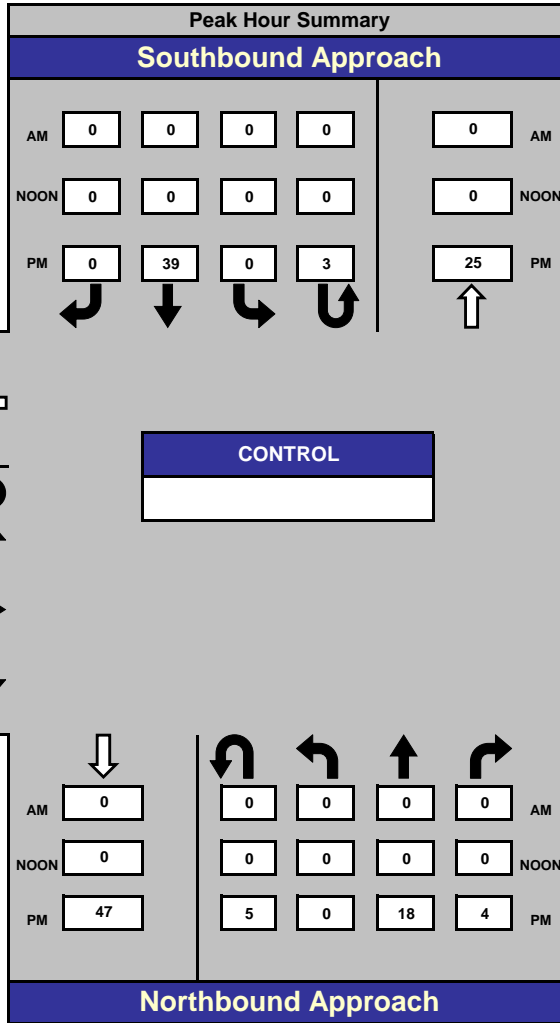 Peak Hour Summary
Southbound Approach
AM 0 0 0 0 0 AM
NOON 0 0 0 0 0 NOON
PM 0 39 0 3 25 PM
CONTROL
AM 0 0 0 0 0 AM
NOON 0 0 0 0 0 NOON
PM 47 5 0 18 4 PM
Northbound Approach